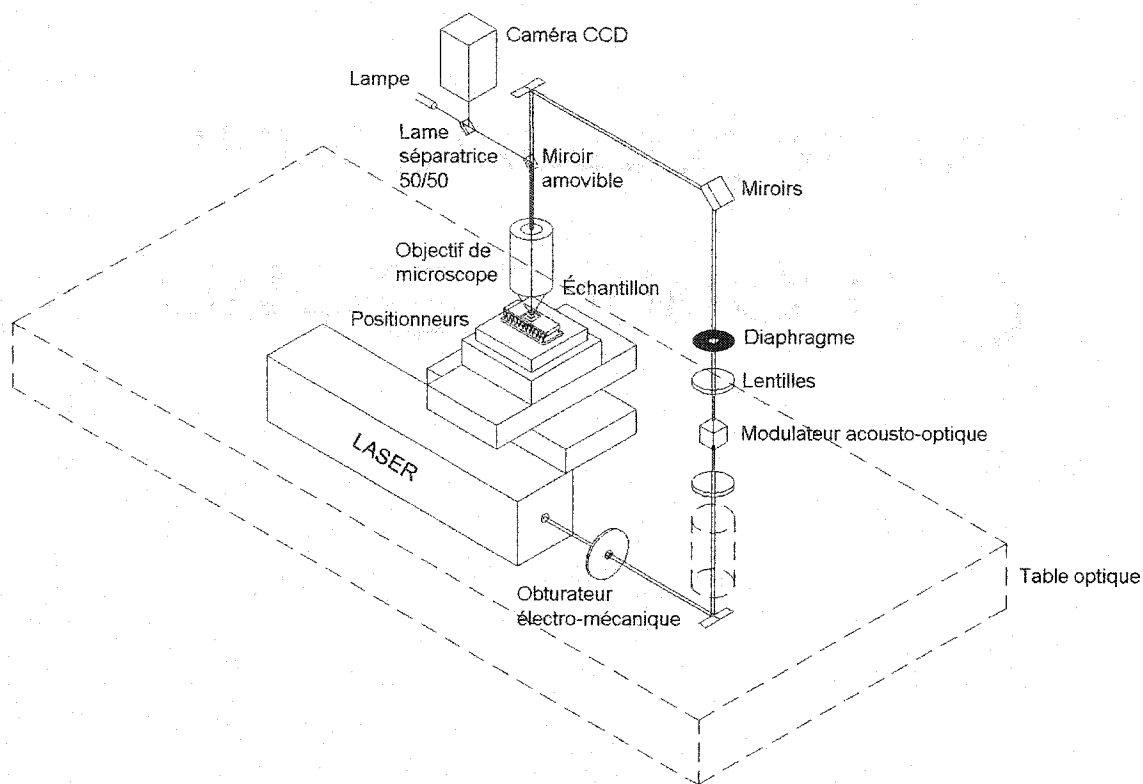 Caméra CCD
Lampe
Lame
séparatrice
50/50
Miroir
amovible
Miroirs
Objectif de
microscope
Échantillon
Positionneurs
Diaphragme
Lentilles
Modulateur acousto-optique
LASER
Obturateur
électro-mécanique
Table optique